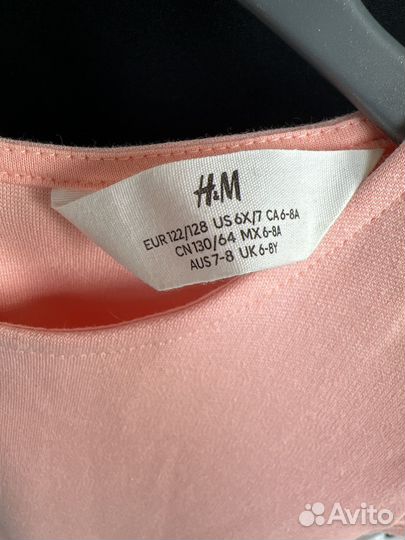 H&M
EUR 122/128 US 6X/7 CA 6-8A
CN 130/64 MX 6-8A
AUS 7-8 UK 6-8Y
Avito